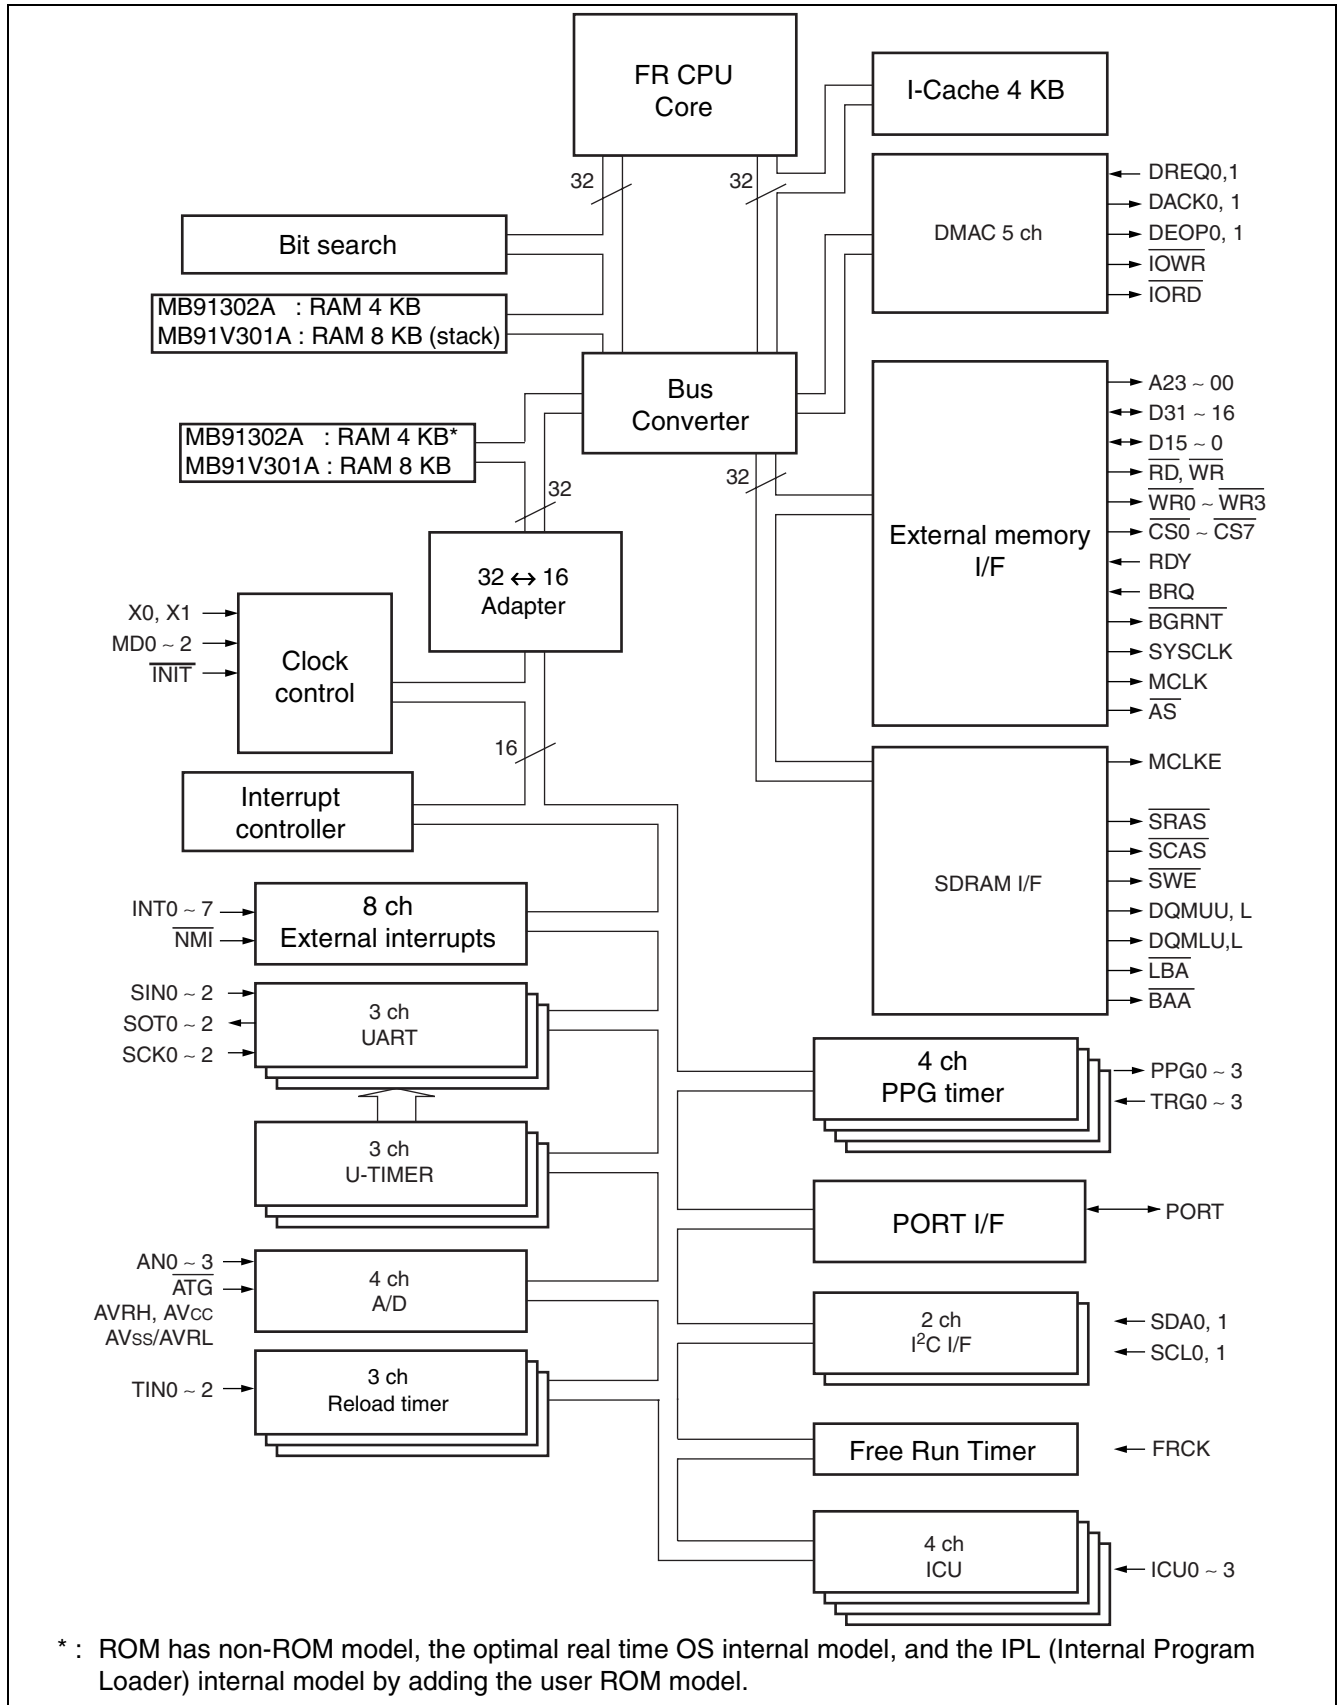 FR CPU
Core
I-Cache 4 KB
32
32
DREQ0,1
DACK0, 1
DEOP0, 1
IOWR
IORD
DMAC 5 ch
Bit search
MB91302A : RAM 4 KB
MB91V301A : RAM 8 KB (stack)
Bus
Converter
MB91302A : RAM 4 KB*
MB91V301A : RAM 8 KB
32
32
A23 ~ 00
D31 ~ 16
D15 ~ 0
RD, WR
WR0 ~ WR3
CS0 ~ CS7
RDY
BRQ
BGRNT
SYSCLK
MCLK
AS
External memory
I/F
32 ↔ 16
Adapter
X0, X1
MD0 ~ 2
INIT
Clock
control
16
Interrupt
controller
MCLKE
SRAS
SCAS
SWE
DQMUU, L
DQMLU,L
LBA
BAA
SDRAM I/F
INT0 ~ 7
NMI
8 ch
External interrupts
SIN0 ~ 2
SOT0 ~ 2
SCK0 ~ 2
3 ch
UART
4 ch
PPG timer
PPG0 ~ 3
TRG0 ~ 3
3 ch
U-TIMER
PORT I/F
PORT
AN0 ~ 3
ATG
AVRH, AVCC
AVSS/AVRL
4 ch
A/D
2 ch
I²C I/F
SDA0, 1
SCL0, 1
TIN0 ~ 2
3 ch
Reload timer
Free Run Timer
FRCK
4 ch
ICU
ICU0 ~ 3
* : ROM has non-ROM model, the optimal real time OS internal model, and the IPL (Internal Program
Loader) internal model by adding the user ROM model.